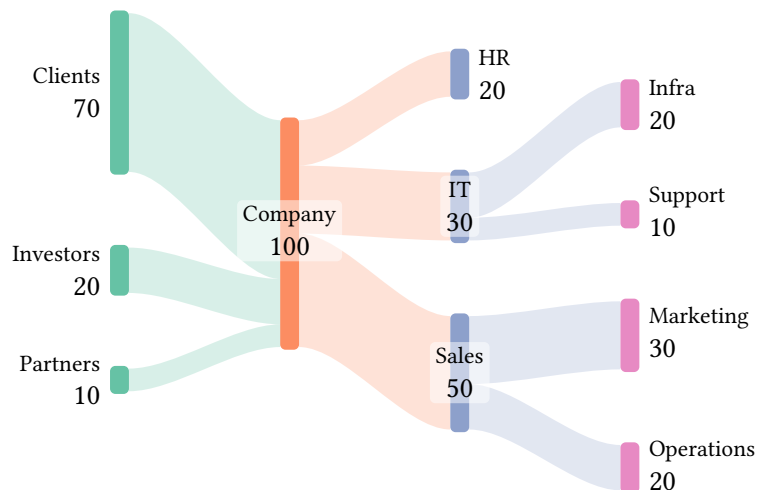 Clients
70
Investors
20
Partners
10
Company
100
HR
20
IT
30
Sales
50
Infra
20
Support
10
Marketing
30
Operations
20